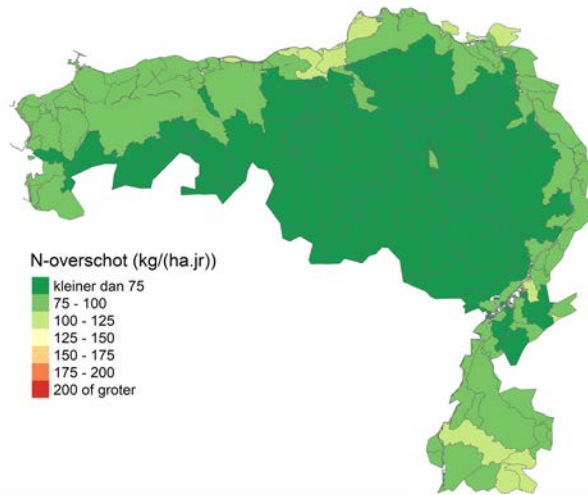 N-overschot (kg/(ha.jr))
kleiner dan 75
75 - 100
100 - 125
125 - 150
150 - 175
175 - 200
200 of groter